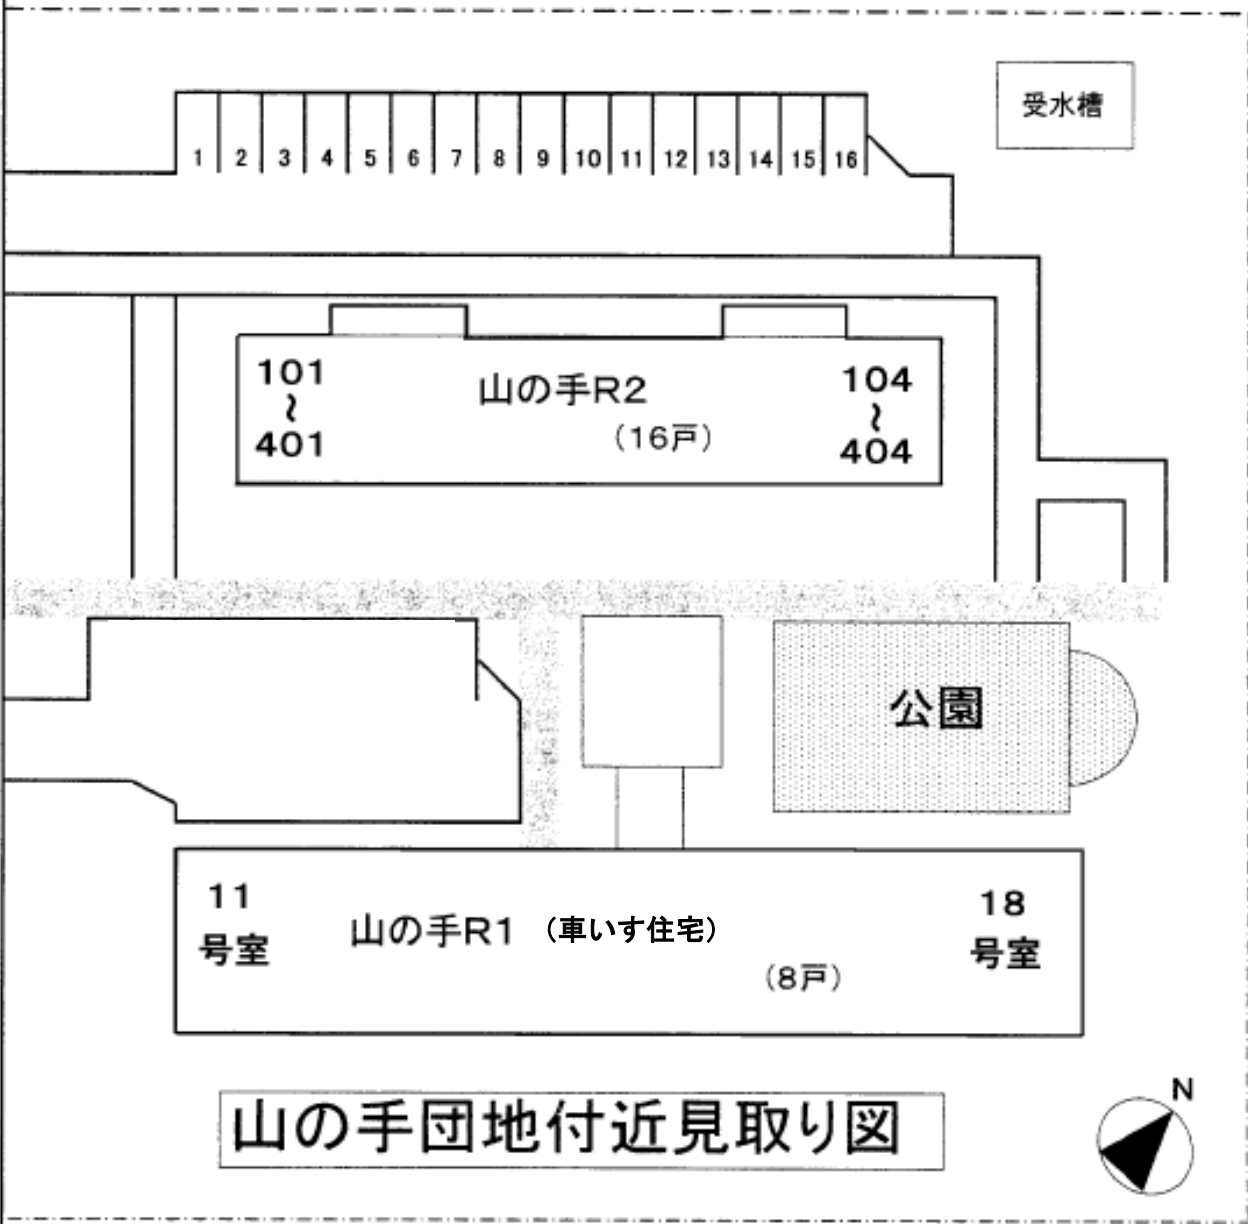 受水槽
1 2 3 4 5 6 7 8 9 10 11 12 13 14 15 16
101
~
401
山の手R2
(16戸)
104
~
404
公園
11
号室
山の手R1 (車いす住宅)
(8戸)
18
号室
山の手団地付近見取り図
N